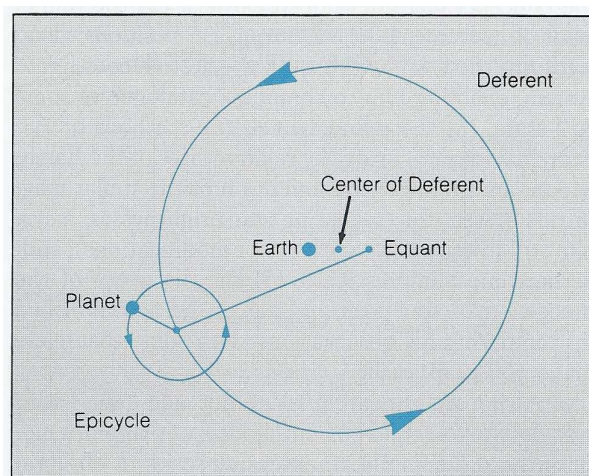 Deferent
Center of Deferent
Earth
Equant
Planet
Epicycle